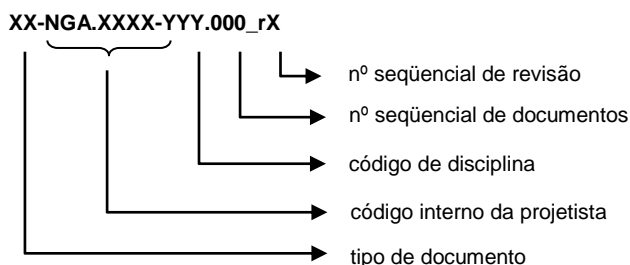 XX-NGA.XXXX-YYY.000_rX
nº seqüencial de revisão
nº seqüencial de documentos
código de disciplina
código interno da projetista
tipo de documento